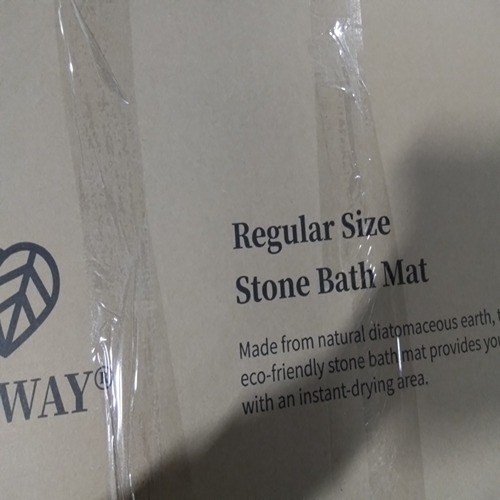 Regular Size
Stone Bath Mat
Made from natural diatomaceous earth,
eco-friendly stone bath mat provides
with an instant-drying area.
WAY®